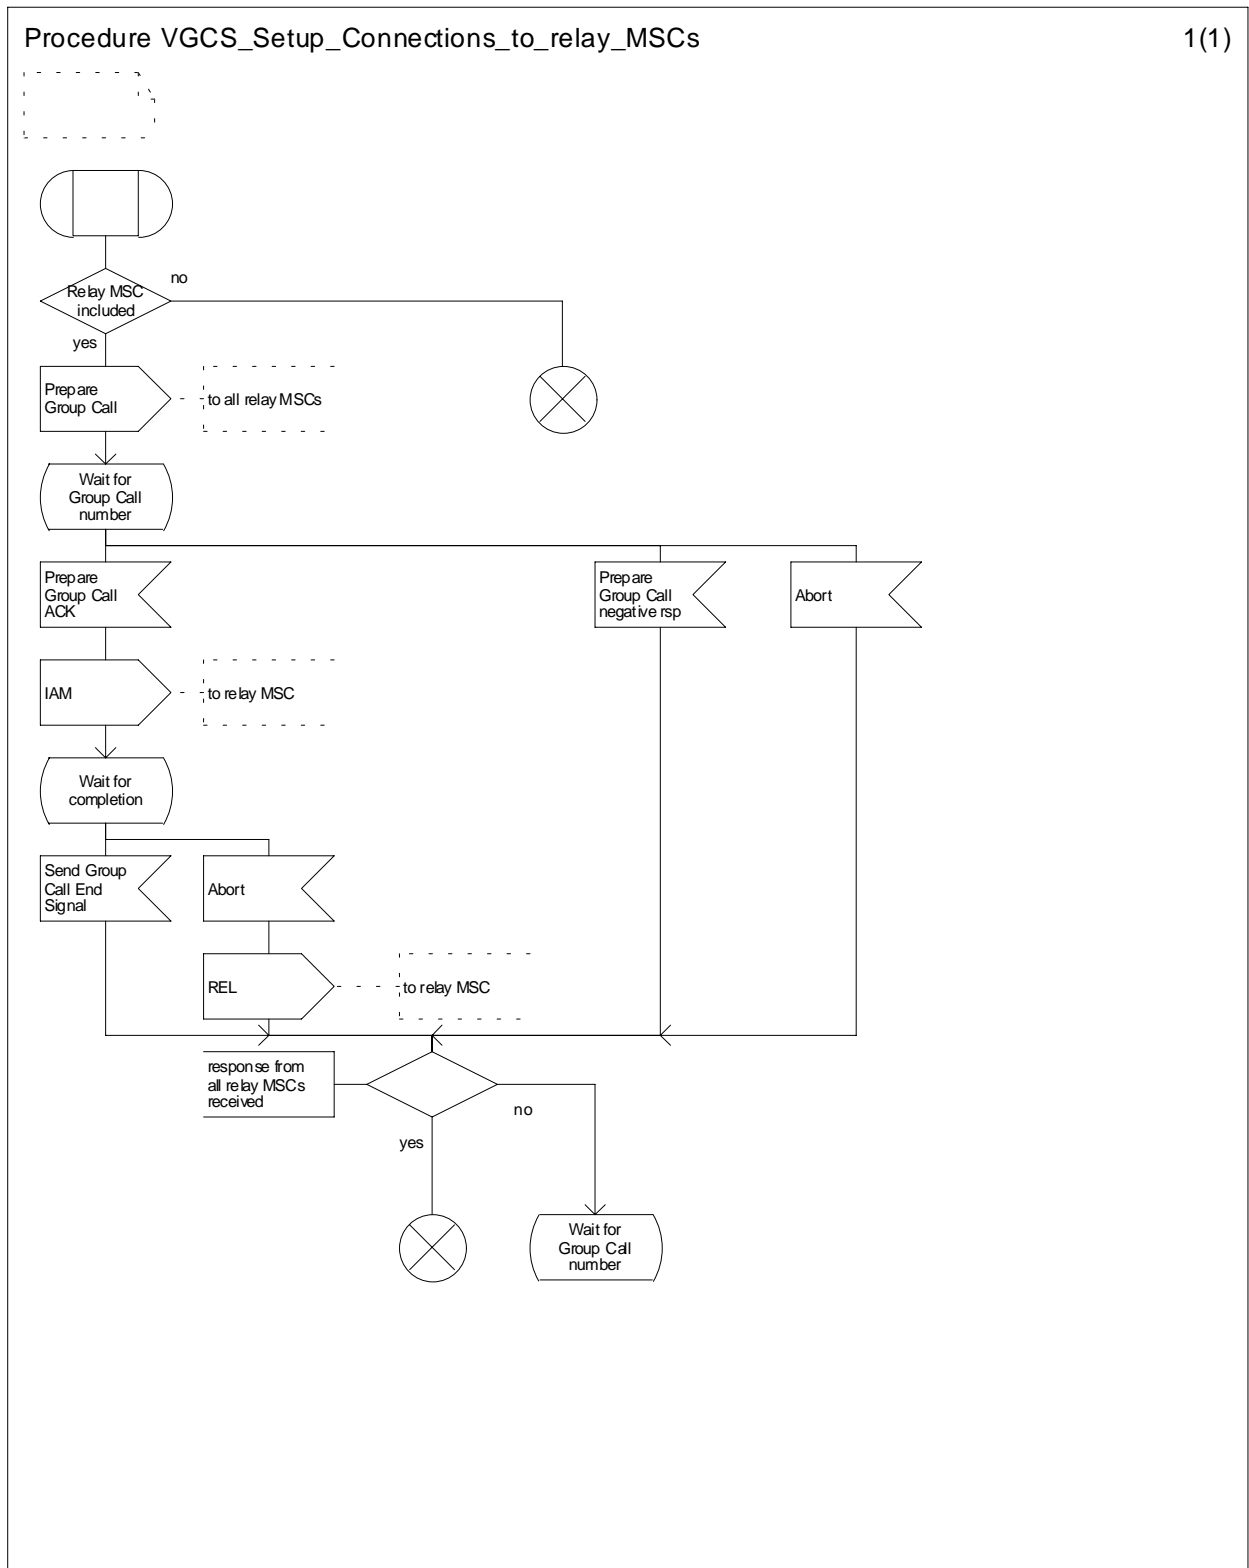 Procedure VGCS_Setup_Connections_to_relay_MSCs 1(1)
no
Relay MSC
included
yes
Prepare
Group Call
to all relay MSCs
Wait for
Group Call
number
Prepare
Group Call
ACK
Prepare
Group Call
negative rsp
Abort
IAM
to relay MSC
Wait for
completion
Send Group
Call End
Signal
Abort
REL
to relay MSC
response from
all relay MSCs
received
no
yes
Wait for
Group Call
number